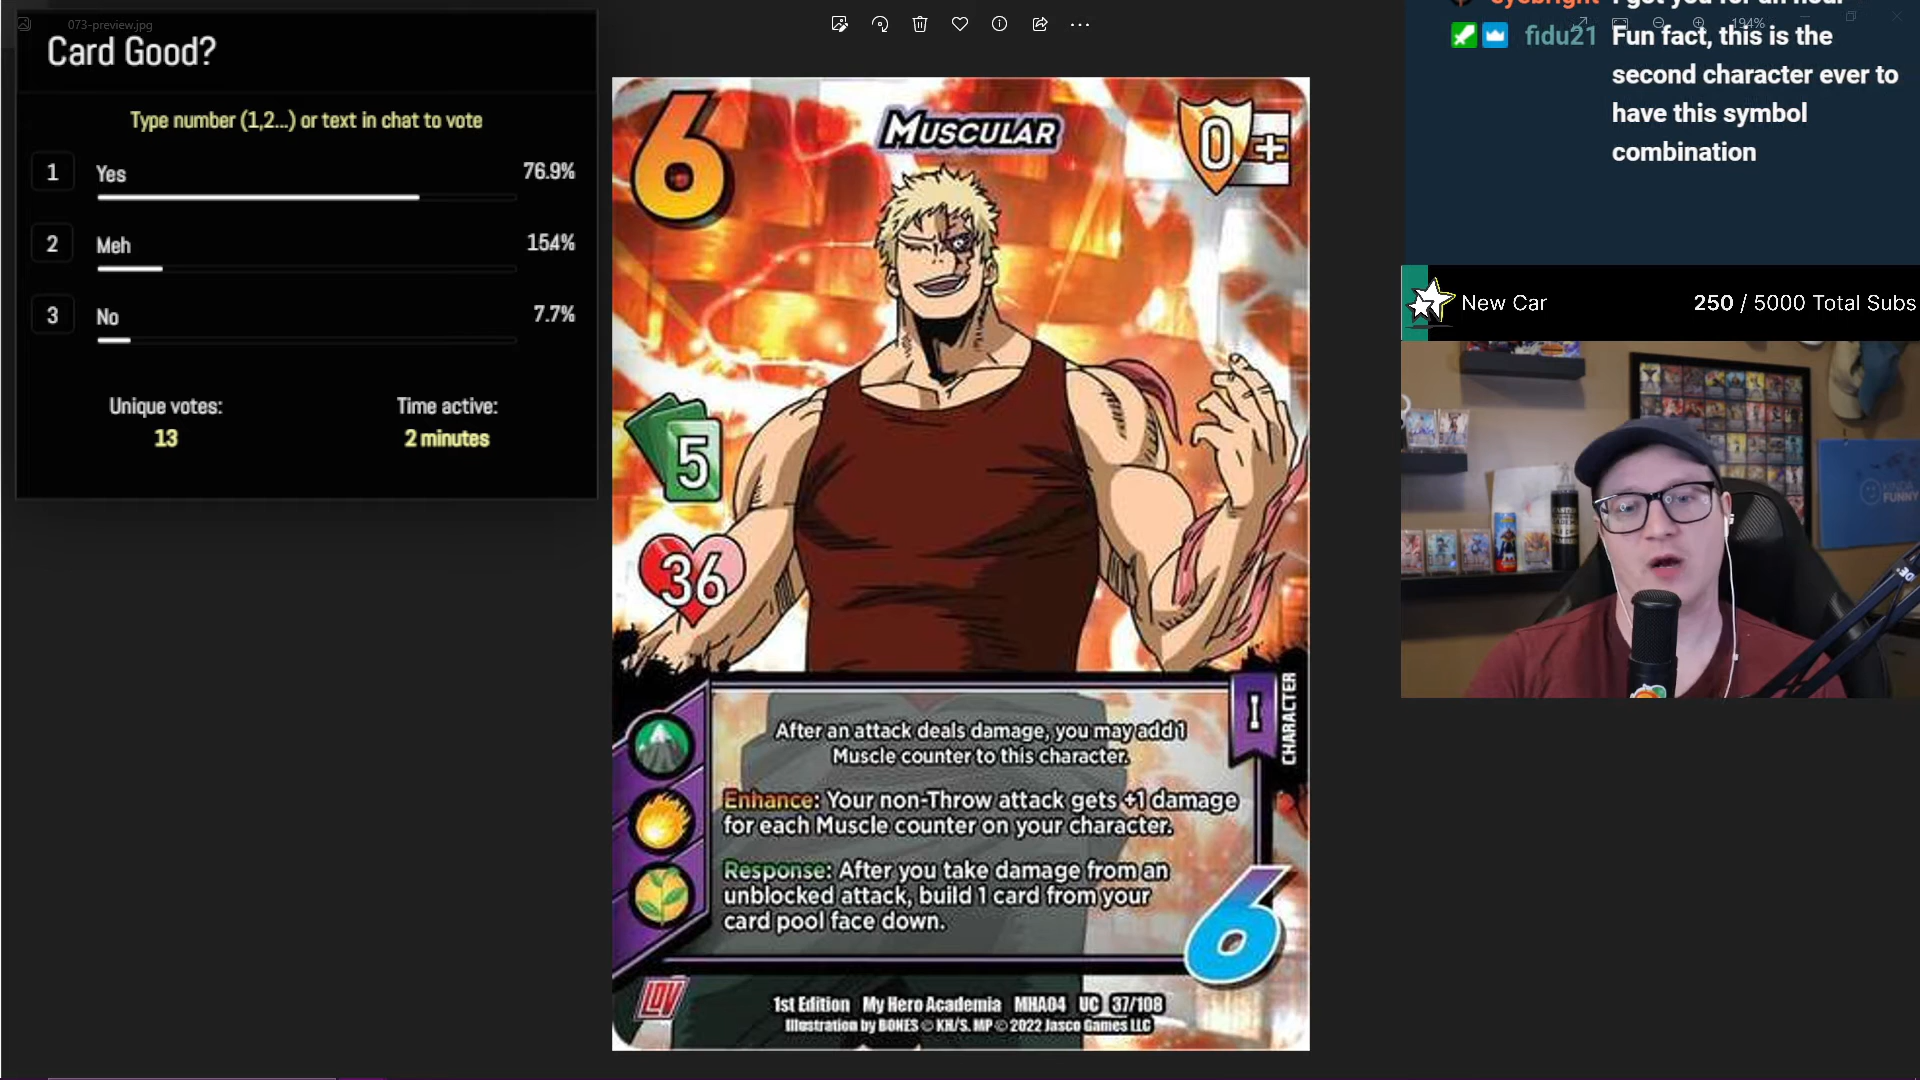 073-preview.jpg
194%
Card Good?
Type number (1,2...) or text in chat to vote
1 Yes 76.9%
2 Meh 15.4%
3 No 7.7%
Unique votes: Time active:
13 2 minutes
6
MUSCULAR
0 +
5
36
I
CHARACTER
After an attack deals damage, you may add 1
Muscle counter to this character.
Enhance: Your non-Throw attack gets +1 damage
for each Muscle counter on your character.
Response: After you take damage from an
unblocked attack, build 1 card from your
card pool face down.
6
LOV
1st Edition My Hero Academia MHA04 UC 37/108
Illustration by BONES © KH/S. MP © 2022 Jasco Games LLC
fidu21 Fun fact, this is the
second character ever to
have this symbol
combination
New Car 250 / 5000 Total Subs
KINDA
FUNNY